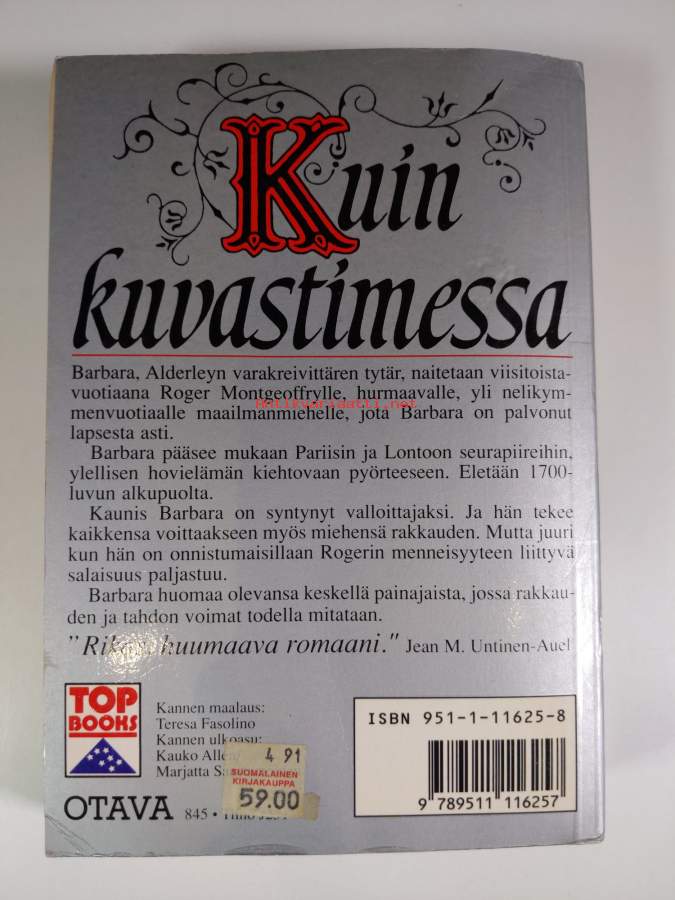 Kuin
kuvastimessa
Barbara, Alderleyn varakreivittären tytär, naitetaan viisitoista-
vuotiaana Roger Montgeoffrylle, hurmaavalle, yli nelikym-
menvuotiaalle maailmanmiehelle, jota Barbara on palvonut
antikvariaatti.net
lapsesta asti.
Barbara pääsee mukaan Pariisin ja Lontoon seurapiireihin,
ylellisen hovielämän kiehtovaan pyörteeseen. Eletään 1700-
luvun alkupuolta.
Kaunis Barbara on syntynyt valloittajaksi. Ja hän tekee
kaikkensa voittaakseen myös miehensä rakkauden. Mutta juuri
kun hän on onnistumaisillaan Rogerin menneisyyteen liittyvä
salaisuus paljastuu.
Barbara huomaa olevansa keskellä painajaista, jossa rakkau-
den ja tahdon voimat todella mitataan.
"Rikas, huumaava romaani." Jean M. Untinen-Auel
TOP
BOOKS
Kannen maalaus:
Teresa Fasolino
Kannen ulkoasu:
Kauko
Marjatta
4 91
SUOMALAINEN
KIRJAKAUPPA
59.00
OTAVA 845 •
ISBN 951-1-11625-8
9 789511 116257